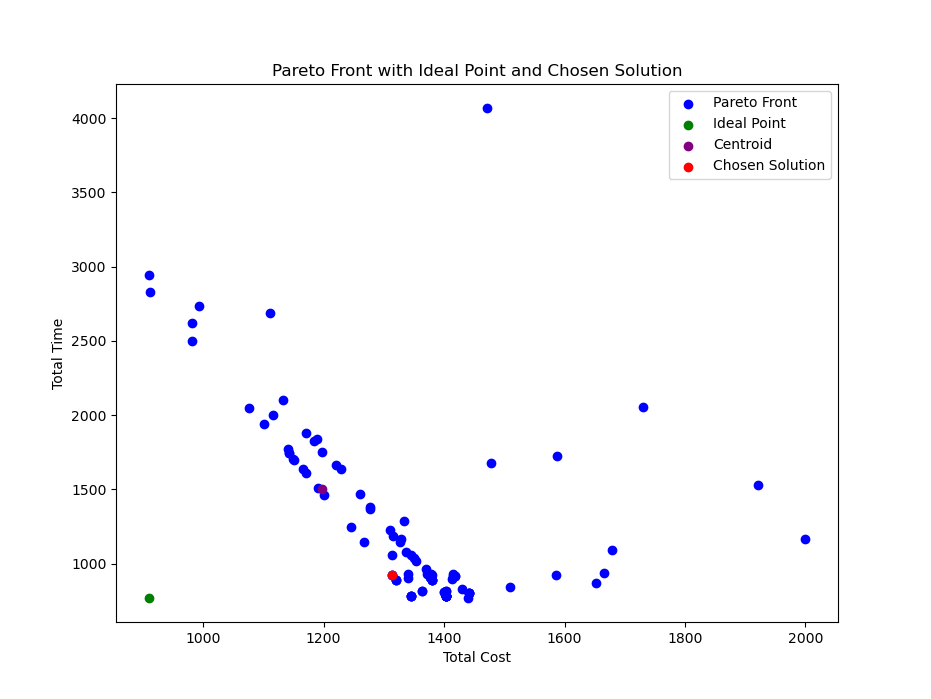 Pareto Front with Ideal Point and Chosen Solution
Pareto Front
Ideal Point
Centroid
Chosen Solution
4000
3500
3000
2500
2000
1500
1000
Total Time
1000 1200 1400 1600 1800 2000
Total Cost